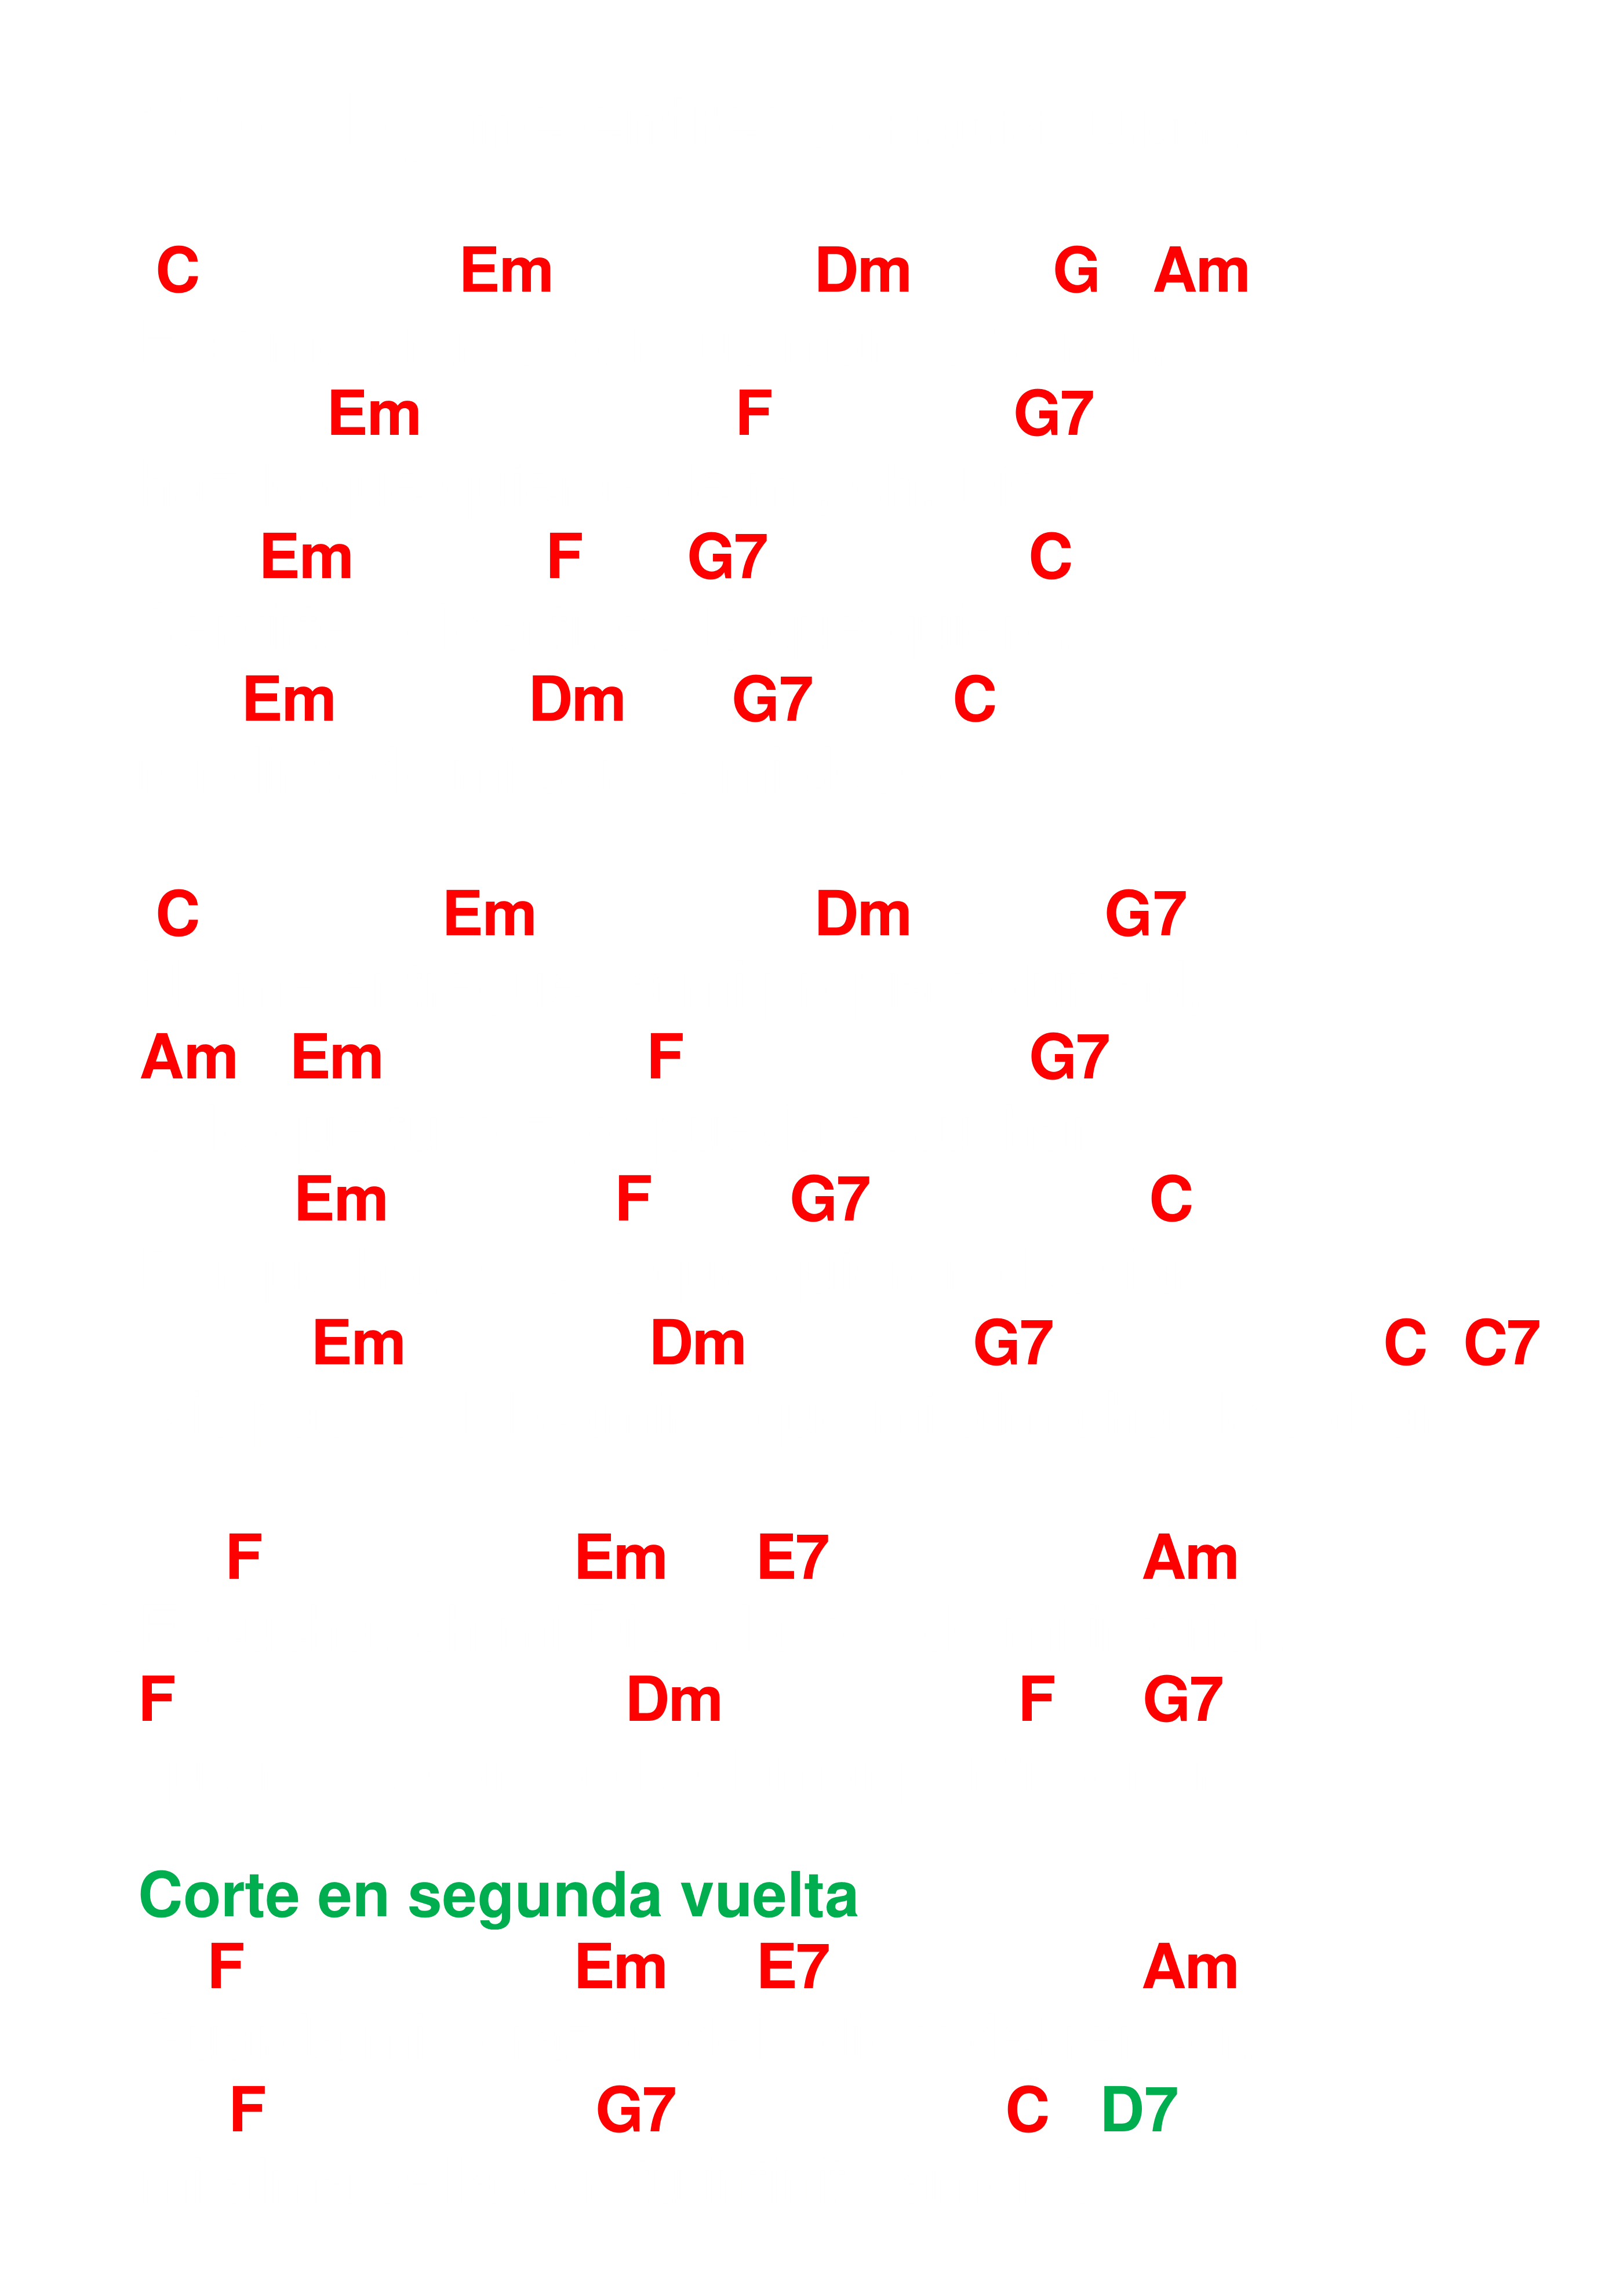 C Em Dm G Am
Em F G7
Em F G7 C
Em Dm G7 C
C Em Dm G7
Am Em F G7
Em F G7 C
Em Dm G7 C C7
F Em E7 Am
F Dm F G7
Corte en segunda vuelta
F Em E7 Am
F G7 C D7